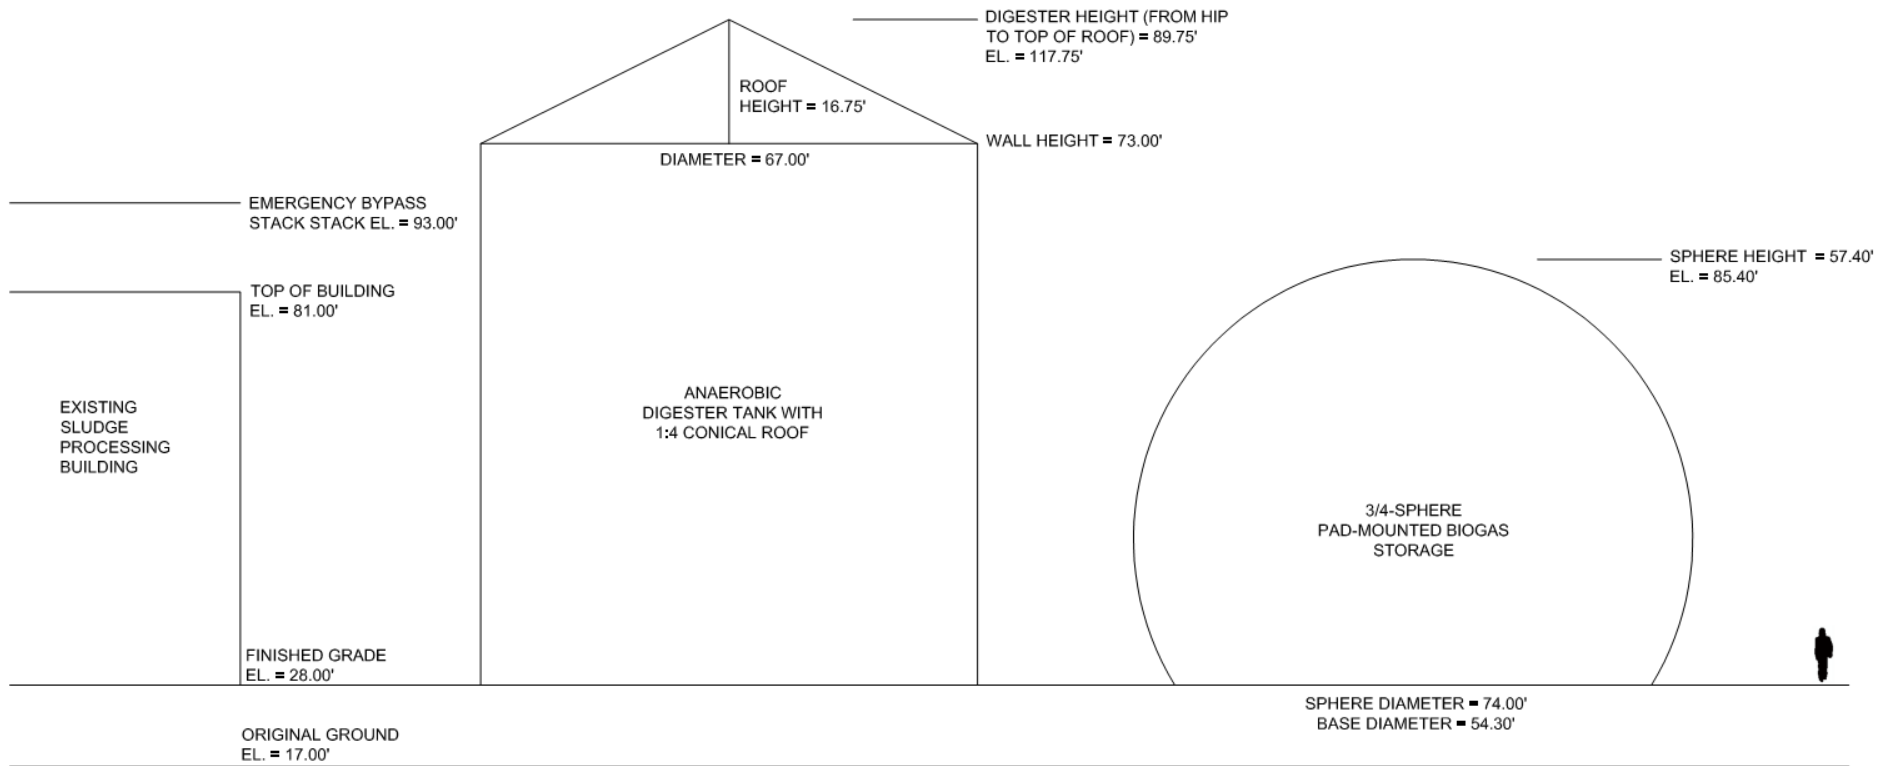 DIGESTER HEIGHT (FROM HIP
TO TOP OF ROOF) = 89.75'
EL. = 117.75'
ROOF
HEIGHT = 16.75'
WALL HEIGHT = 73.00'
DIAMETER = 67.00'
EMERGENCY BYPASS
STACK STACK EL. = 93.00'
SPHERE HEIGHT = 57.40'
EL. = 85.40'
TOP OF BUILDING
EL. = 81.00'
EXISTING
SLUDGE
PROCESSING
BUILDING
ANAEROBIC
DIGESTER TANK WITH
1:4 CONICAL ROOF
3/4-SPHERE
PAD-MOUNTED BIOGAS
STORAGE
FINISHED GRADE
EL. = 28.00'
SPHERE DIAMETER = 74.00'
BASE DIAMETER = 54.30'
ORIGINAL GROUND
EL. = 17.00'